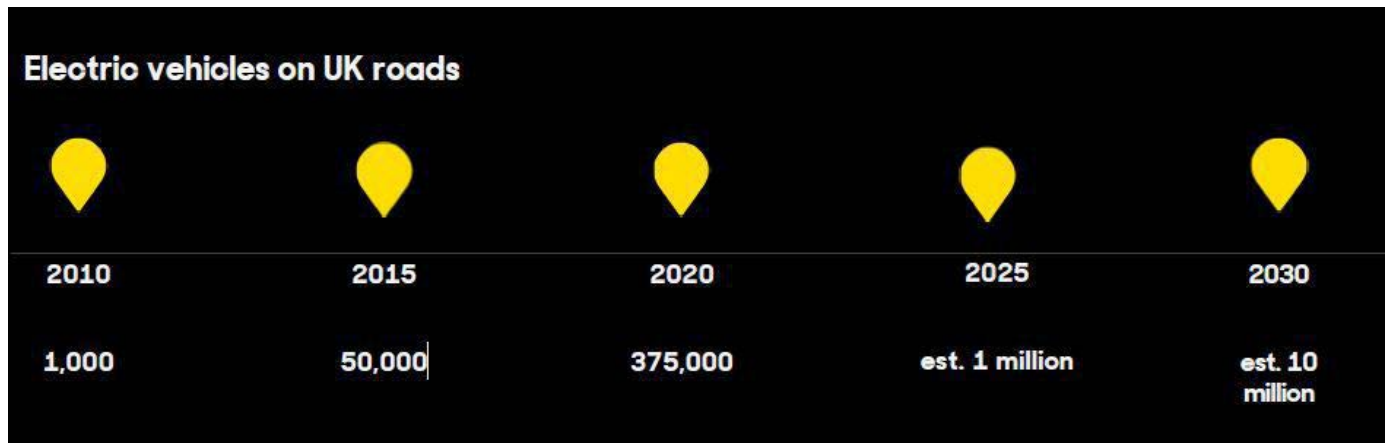 Electric vehicles on UK roads
2010 2015 2020 2025 2030
1,000 50,000 375,000 est. 1 million est. 10
million